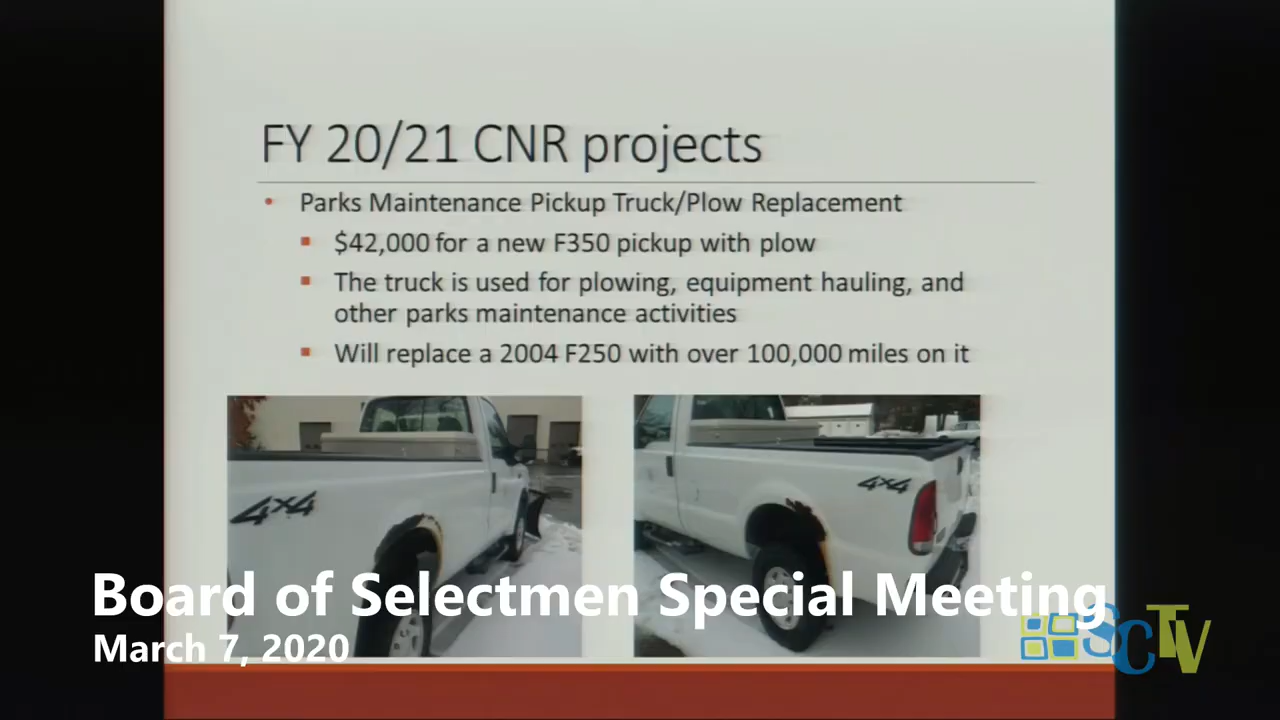 FY 20/21 CNR projects
Parks Maintenance Pickup Truck/Plow Replacement
$42,000 for a new F350 pickup with plow
The truck is used for plowing, equipment hauling, and
other parks maintenance activities
Will replace a 2004 F250 with over 100,000 miles on it
4x4
4x4
Board of Selectmen Special Meeting
March 7, 2020
SCTV